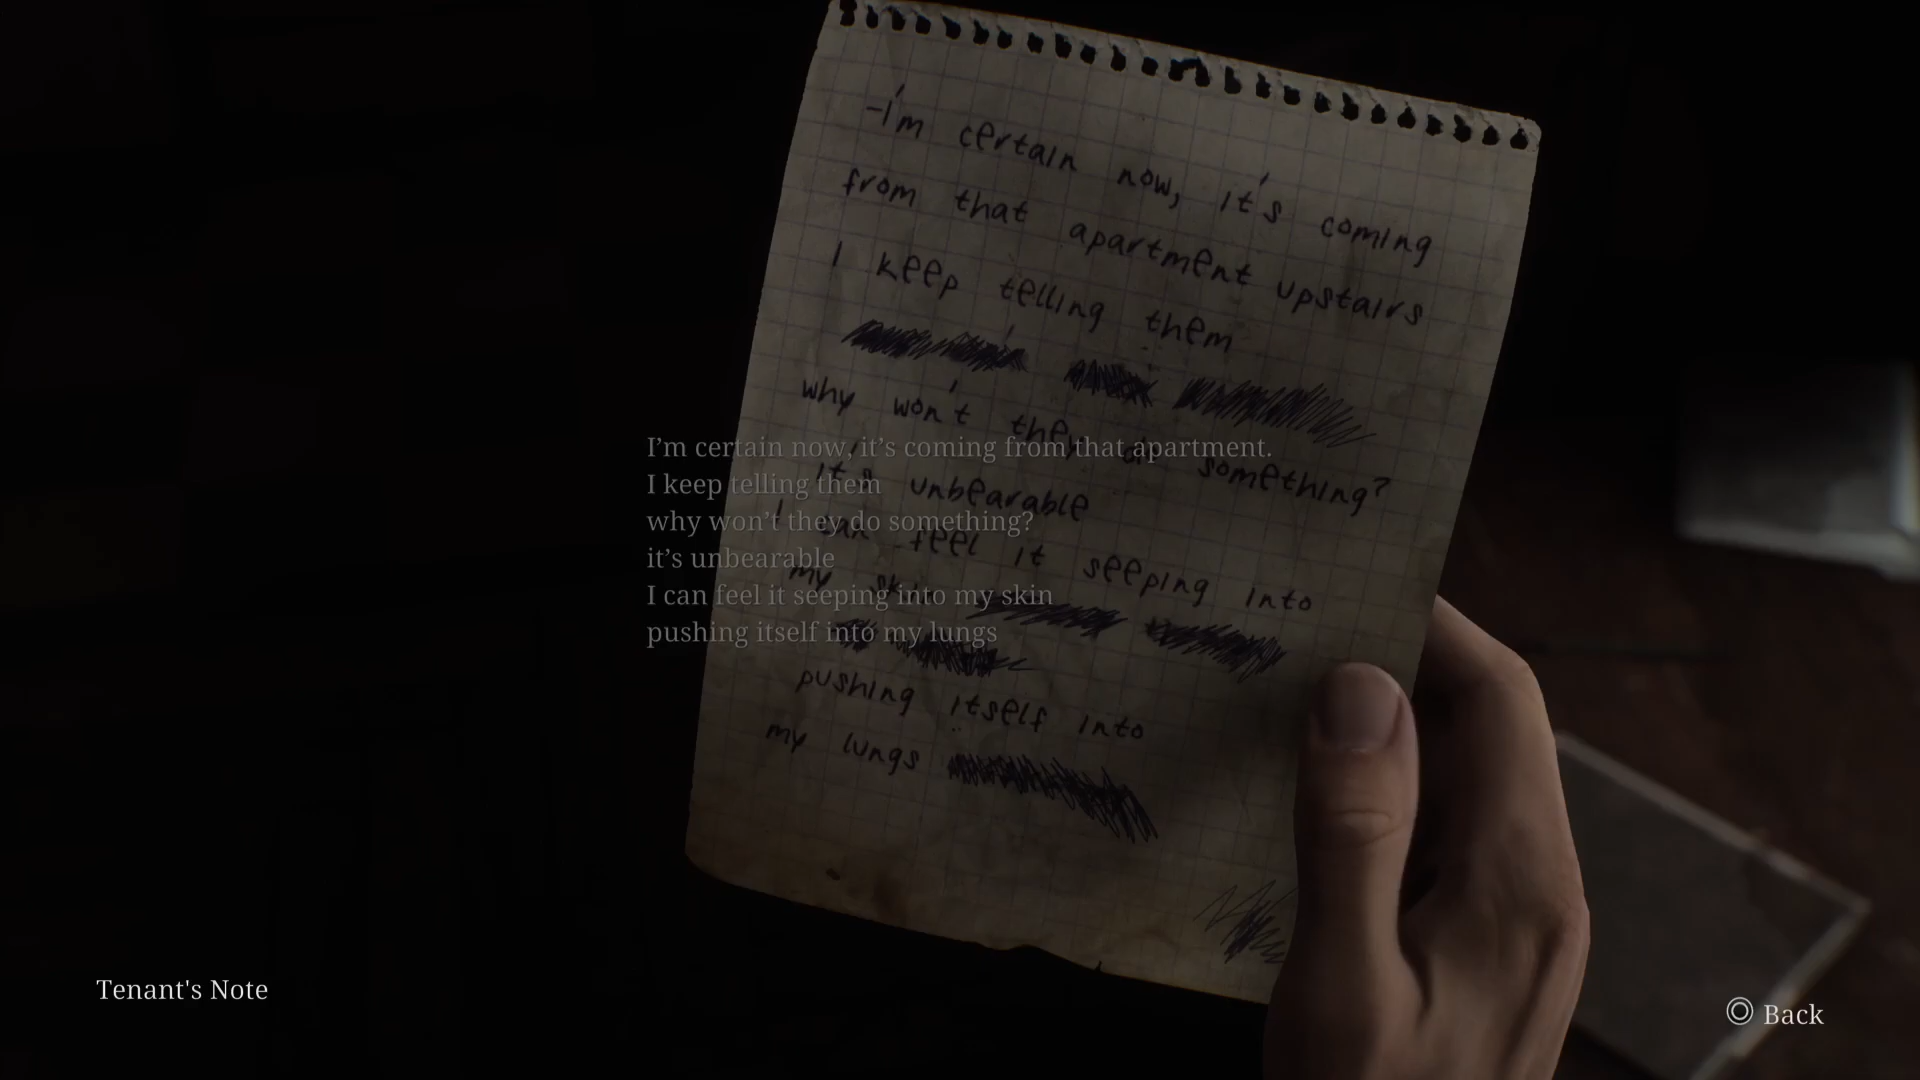 -I'm certain now, it's coming
from that apartment upstairs
I keep telling them
why won't they do something?
it's unbearable
I can feel it seeping into
my skin
pushing itself into
my lungs
I'm certain now, it's coming from that apartment.
I keep telling them
why won't they do something?
it's unbearable
I can feel it seeping into my skin
pushing itself into my lungs
Tenant's Note
Back